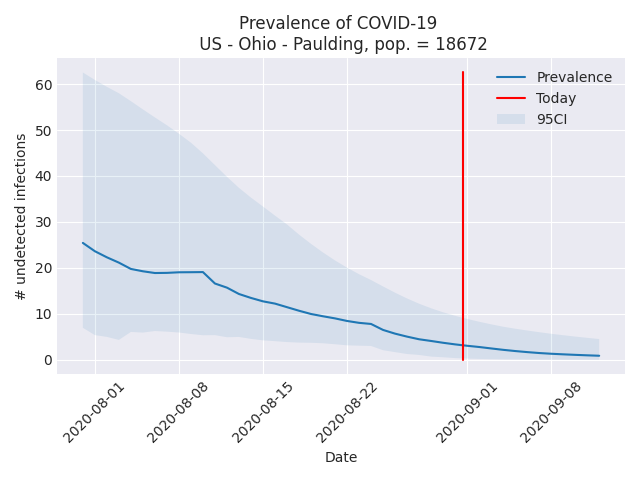 Prevalence of COVID-19
US - Ohio - Paulding, pop. = 18672
Prevalence
Today
95CI
# undetected infections
60
50
40
30
20
10
0
2020-08-01
2020-08-08
2020-08-15
2020-08-22
2020-09-01
2020-09-08
Date